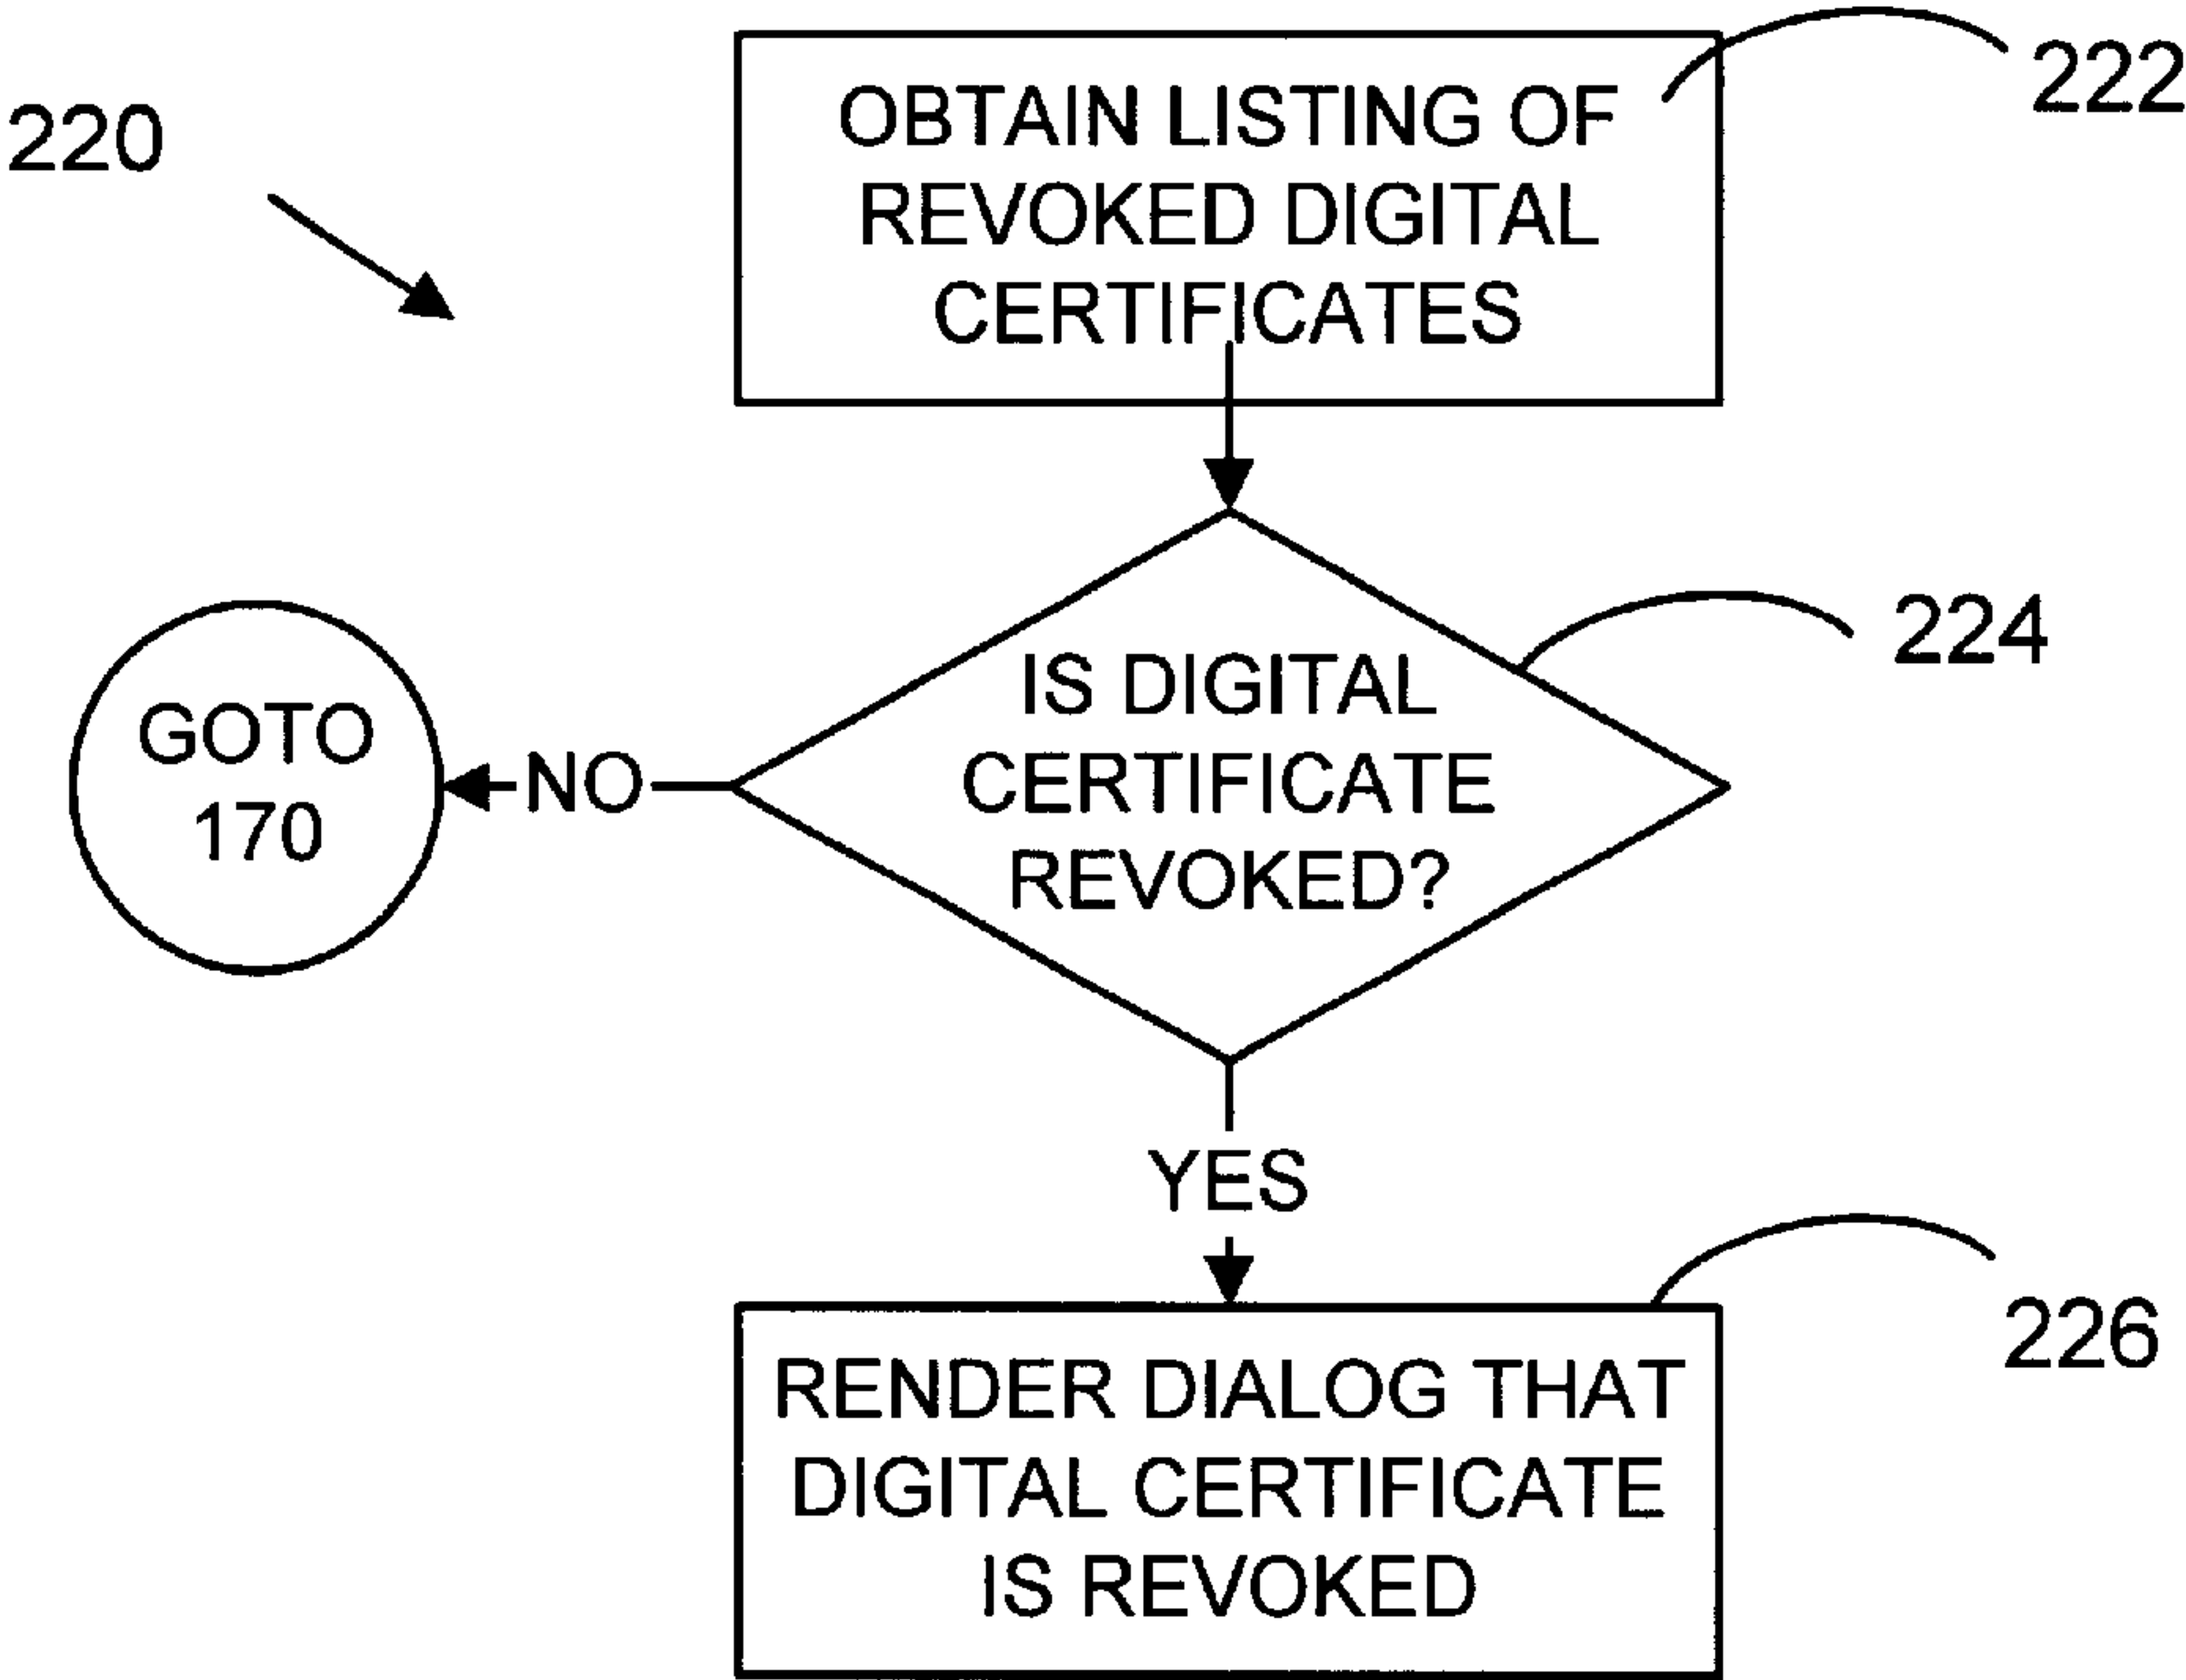 220
222
OBTAIN LISTING OF
REVOKED DIGITAL
CERTIFICATES
224
IS DIGITAL
CERTIFICATE
REVOKED?
NO
GOTO
170
YES
226
RENDER DIALOG THAT
DIGITAL CERTIFICATE
IS REVOKED